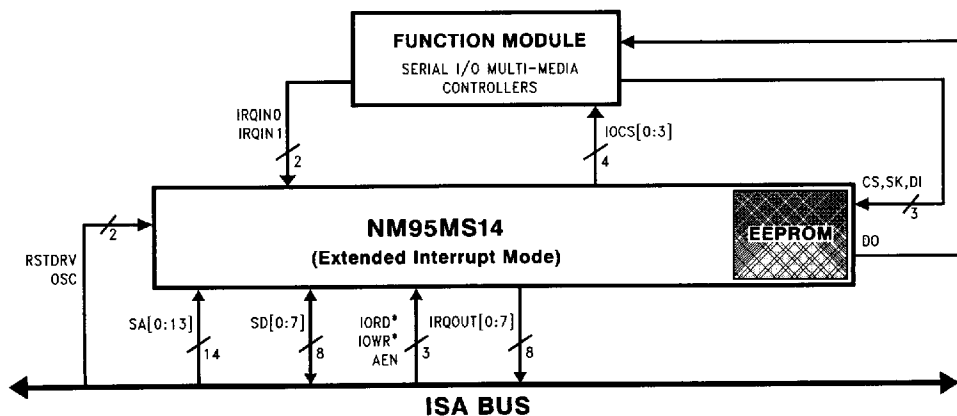 FUNCTION MODULE
SERIAL I/O MULTI-MEDIA
CONTROLLERS
IRQIN0
IRQIN1
2
IOCS[0:3]
4
CS,SK,DI
3
NM95MS14
(Extended Interrupt Mode)
EEPROM
DO
2
RSTDRV
OSC
SA[0:13]
14
SD[0:7]
8
IORD*
IOWR*
AEN
3
IRQOUT[0:7]
8
ISA BUS